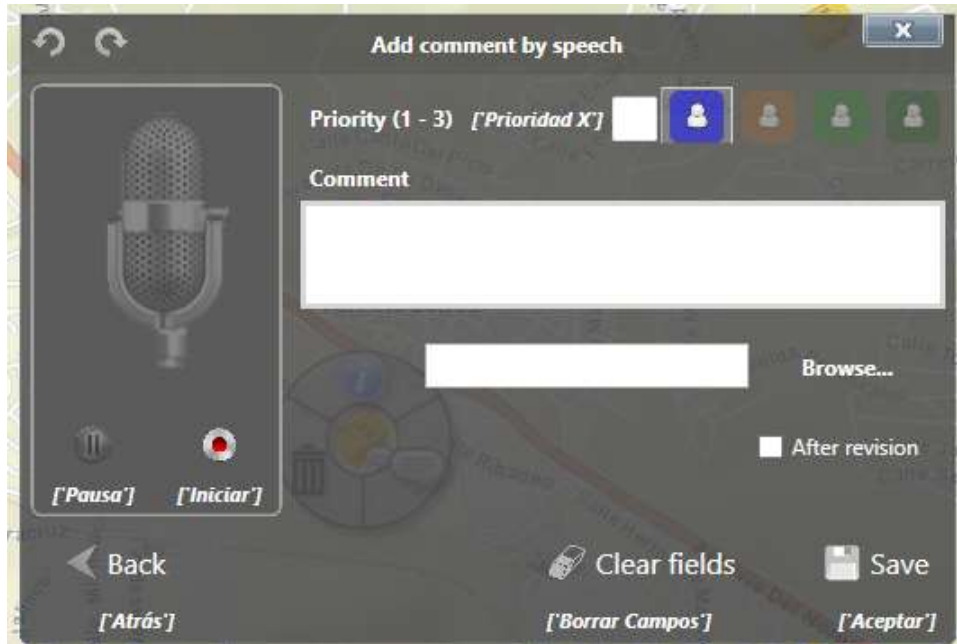 Add comment by speech
x
Priority (1 - 3) ['Prioridad X']
Comment
Browse...
After revision
['Pausa'] ['Iniciar']
Back Clear fields Save
['Atrás'] ['Borrar Campos'] ['Aceptar']